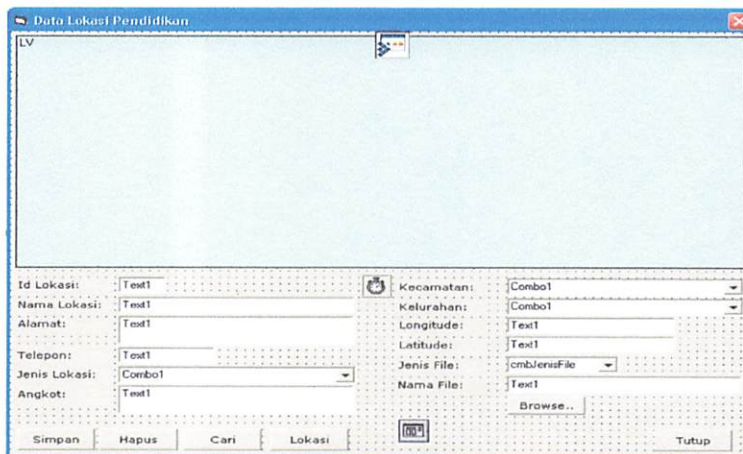 Data Lokasi Pendidikan
LV
Id Lokasi: Text1
Nama Lokasi: Text1
Alamat: Text1
Telepon: Text1
Jenis Lokasi: Combo1
Angkot: Text1
Kecamatan: Combo1
Kelurahan: Combo1
Longitude: Text1
Latitude: Text1
Jenis File: cmbJenisFile
Nama File: Text1
Browse..
Simpan Hapus Cari Lokasi Tutup